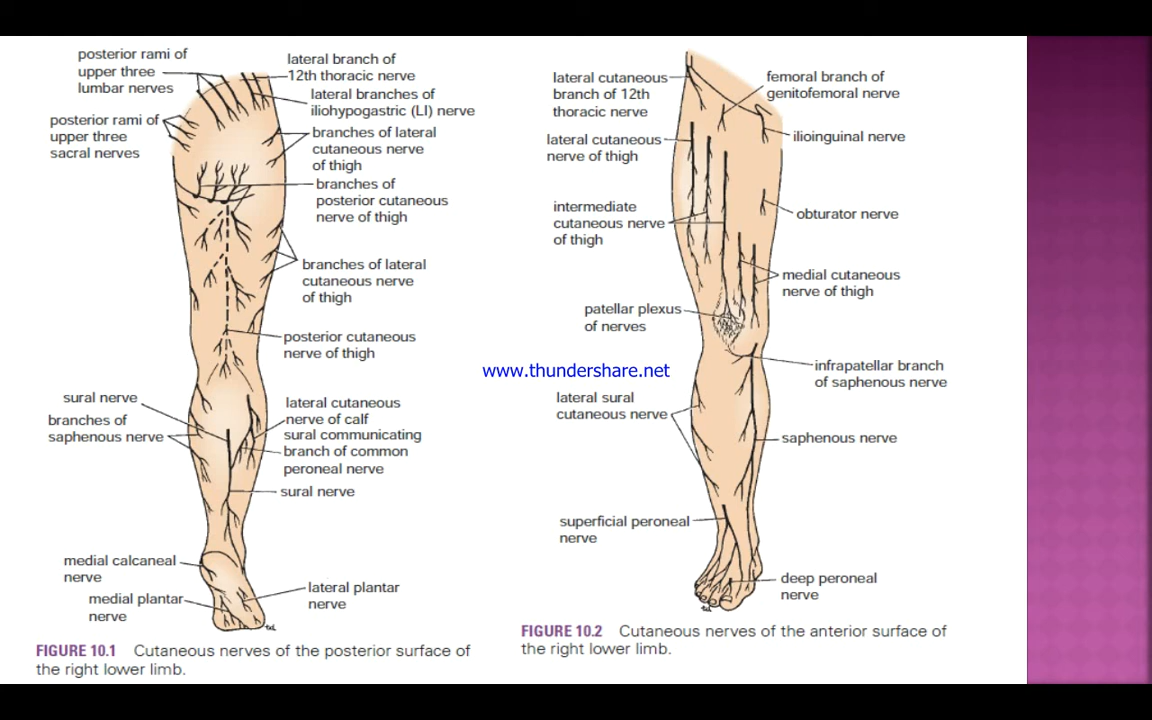 posterior rami of
upper three
lumbar nerves
lateral branch of
12th thoracic nerve
lateral branches of
iliohypogastric (LI) nerve
posterior rami of
upper three
sacral nerves
branches of lateral
cutaneous nerve
of thigh
branches of
posterior cutaneous
nerve of thigh
branches of lateral
cutaneous nerve
of thigh
posterior cutaneous
nerve of thigh
sural nerve
branches of
saphenous nerve
lateral cutaneous
nerve of calf
sural communicating
branch of common
peroneal nerve
sural nerve
medial calcaneal
nerve
medial plantar
nerve
lateral plantar
nerve
FIGURE 10.1 Cutaneous nerves of the posterior surface of
the right lower limb.
www.thundershare.net
lateral cutaneous
branch of 12th
thoracic nerve
femoral branch of
genitofemoral nerve
lateral cutaneous
nerve of thigh
ilioinguinal nerve
intermediate
cutaneous nerve
of thigh
obturator nerve
medial cutaneous
nerve of thigh
patellar plexus
of nerves
infrapatellar branch
of saphenous nerve
lateral sural
cutaneous nerve
saphenous nerve
superficial peroneal
nerve
deep peroneal
nerve
FIGURE 10.2 Cutaneous nerves of the anterior surface of
the right lower limb.